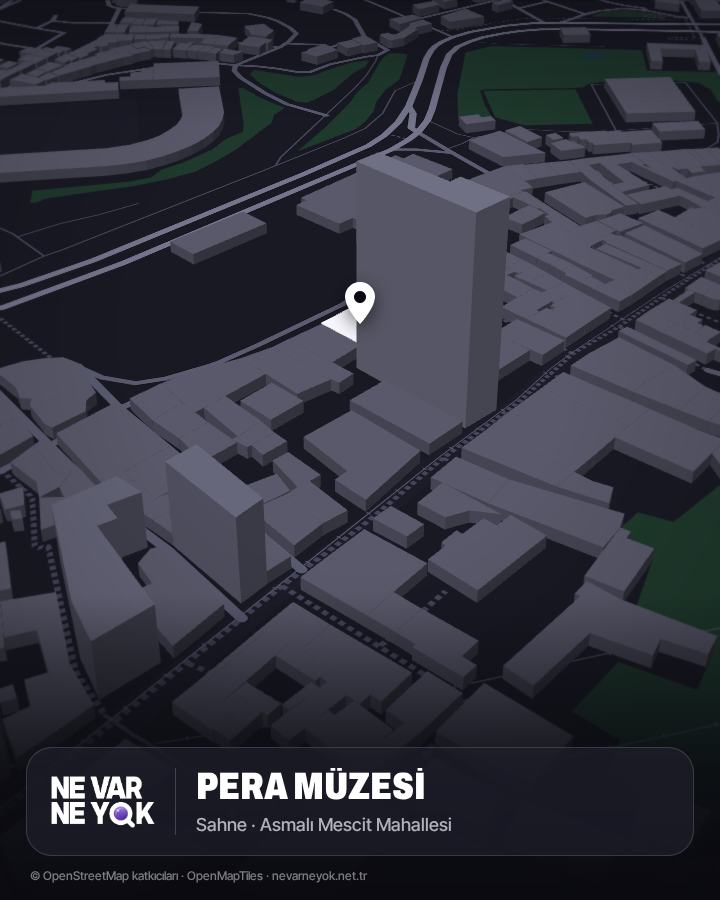 NE VAR
NE YOK
PERA MÜZESİ
Sahne · Asmalı Mescit Mahallesi
© OpenStreetMap katkıcıları · OpenMapTiles · nevarneyok.net.tr